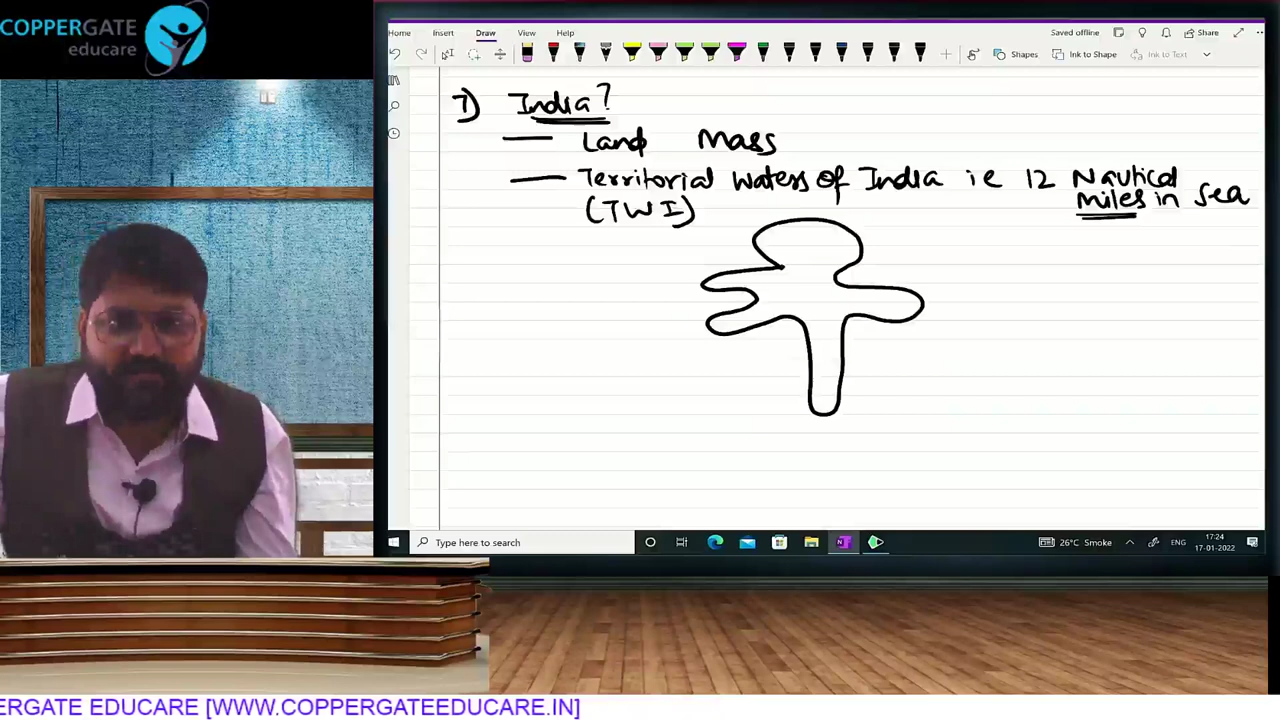 COPPERGATE
educare
Home Insert Draw View Help
Saved offline
Share
Shapes
Ink to Shape
Ink to Text
1) India?
— Land Mass
— Territorial waters of India i e 12 Nautical
miles in sea
(TWI)
Type here to search
26°C Smoke
ENG
17:24
17-01-2022
PERGATE EDUCARE [WWW.COPPERGATEEDUCARE.IN]